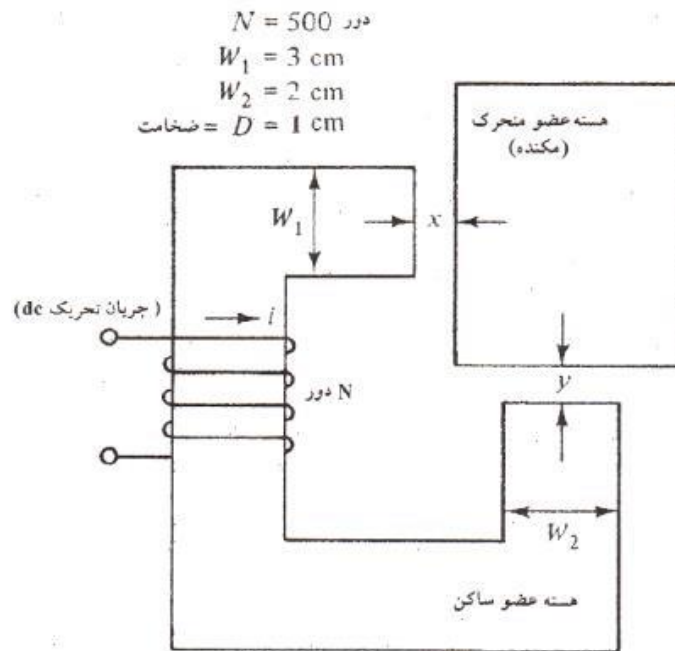 N = 500 دور
W₁ = 3 cm
W₂ = 2 cm
ضخامت = D = 1 cm
هسته عضو متحرک
(مکنده)
W₁
x
(جریان تحریک dc)
i
N دور
y
W₂
هسته عضو ساکن